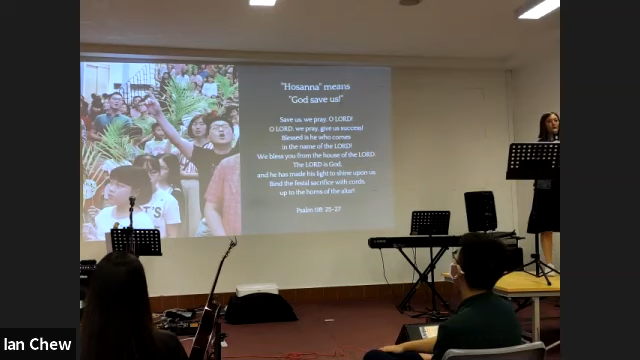 "Hosanna" means
"God save us!"
Save us, we pray, O LORD!
O LORD, we pray, give us success!
Blessed is he who comes
in the name of the LORD!
We bless you from the house of the LORD.
The LORD is God,
and he has made his light to shine upon us.
Bind the festal sacrifice with cords,
up to the horns of the altar!
Psalm 118: 25-27
Ian Chew